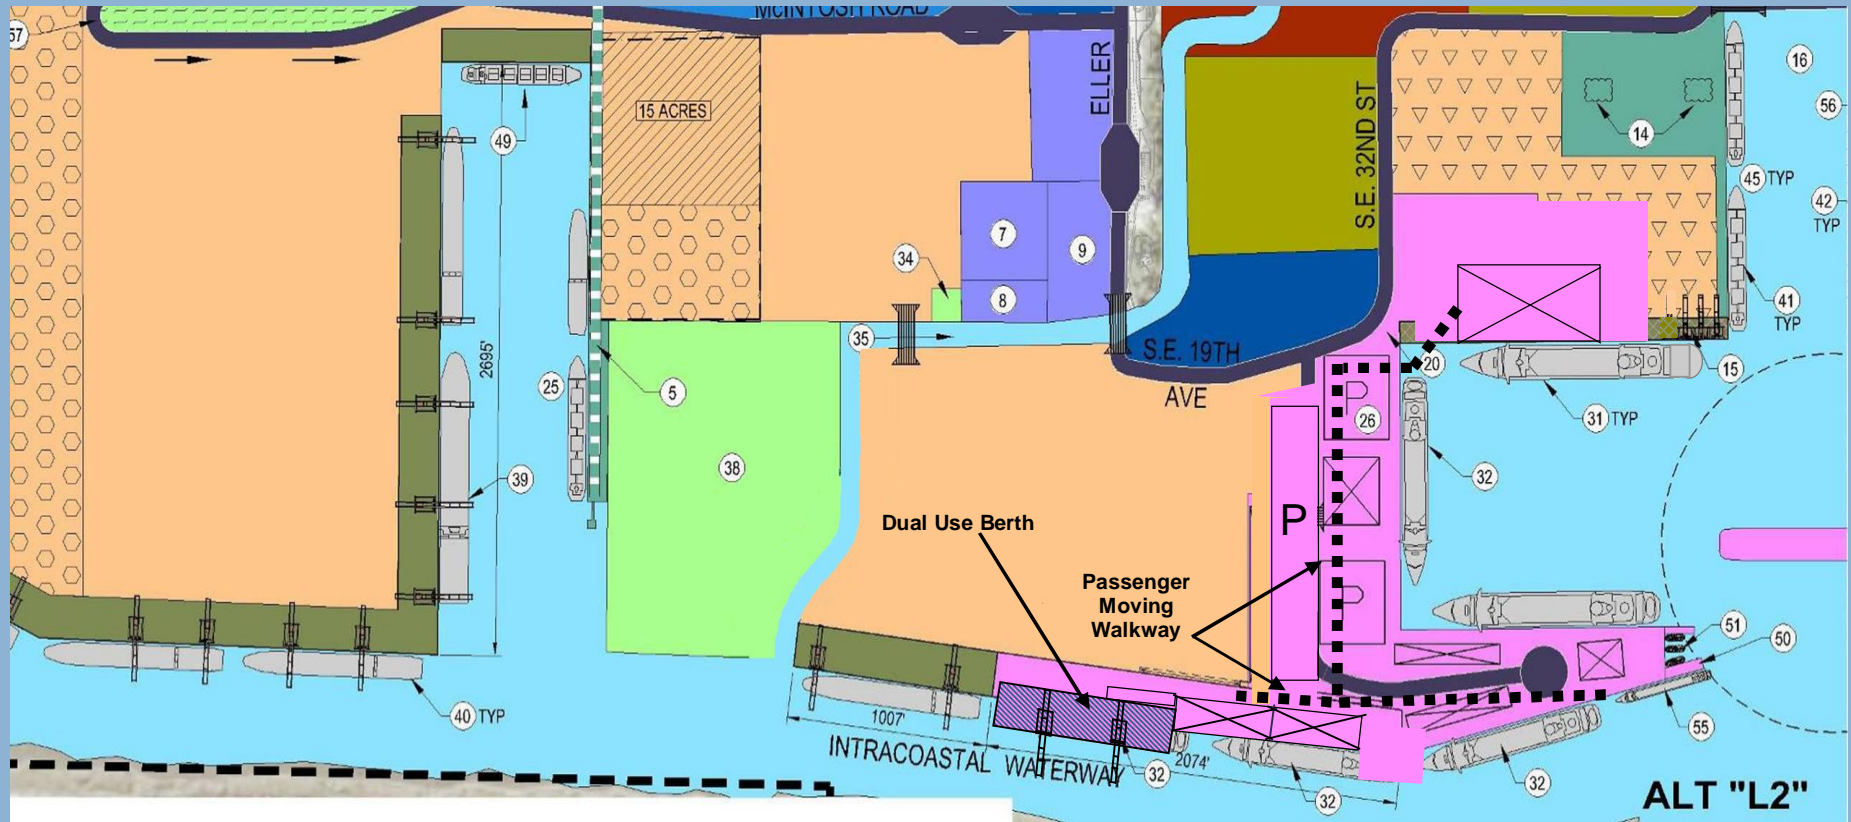 McINTOSH ROAD
57
15 ACRES
ELLER
S.E. 32ND ST
16
56
14
49
45 TYP
42
TYP
7
9
34
8
41
TYP
35
S.E. 19TH
AVE
20
15
2695'
25
5
P
26
31 TYP
38
39
32
P
Dual Use Berth
Passenger
Moving
Walkway
P
51
50
40 TYP
1007'
55
INTRACOASTAL WATERWAY
2074'
32
32
32
ALT "L2"